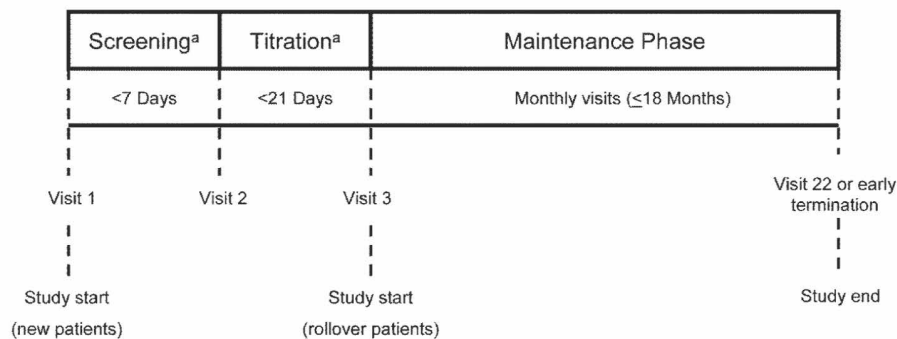 Screeningᵃ Titrationᵃ Maintenance Phase
<7 Days <21 Days Monthly visits (≤18 Months)
Visit 1 Visit 2 Visit 3 Visit 22 or early
termination
Study start Study start Study end
(new patients) (rollover patients)